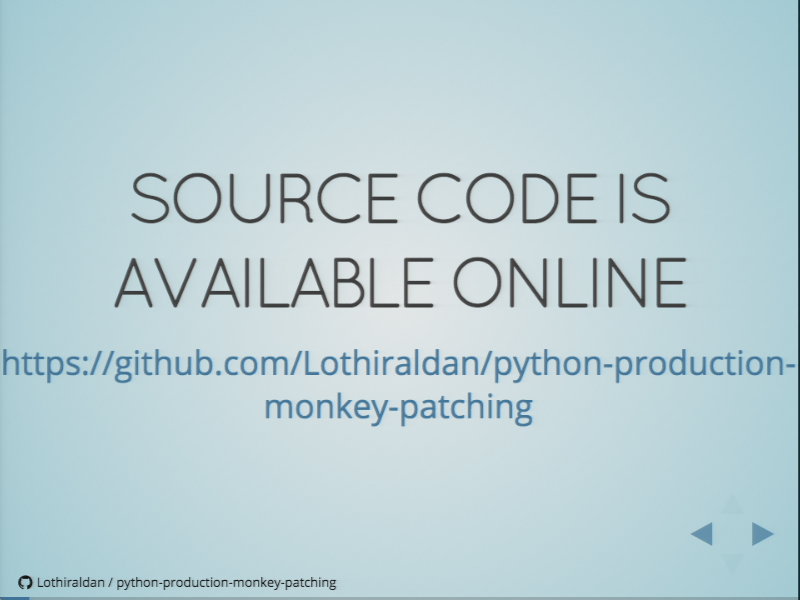 SOURCE CODE IS
AVAILABLE ONLINE
https://github.com/Lothiraldan/python-production-
monkey-patching
Lothiraldan / python-production-monkey-patching